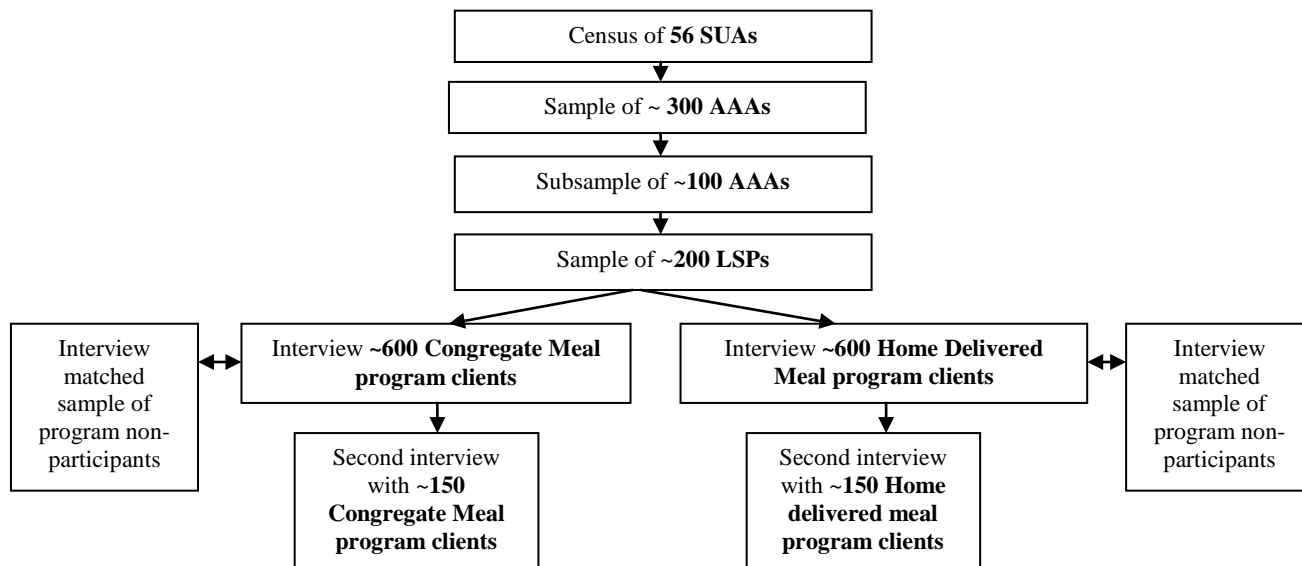 Census of 56 SUAs
Sample of ~ 300 AAAs
Subsample of ~100 AAAs
Sample of ~200 LSPs
Interview
matched
sample of
program non-
participants
Interview ~600 Congregate Meal
program clients
Interview ~600 Home Delivered
Meal program clients
Interview
matched
sample of
program non-
participants
Second interview
with ~150
Congregate Meal
program clients
Second interview
with ~150 Home
delivered meal
program clients